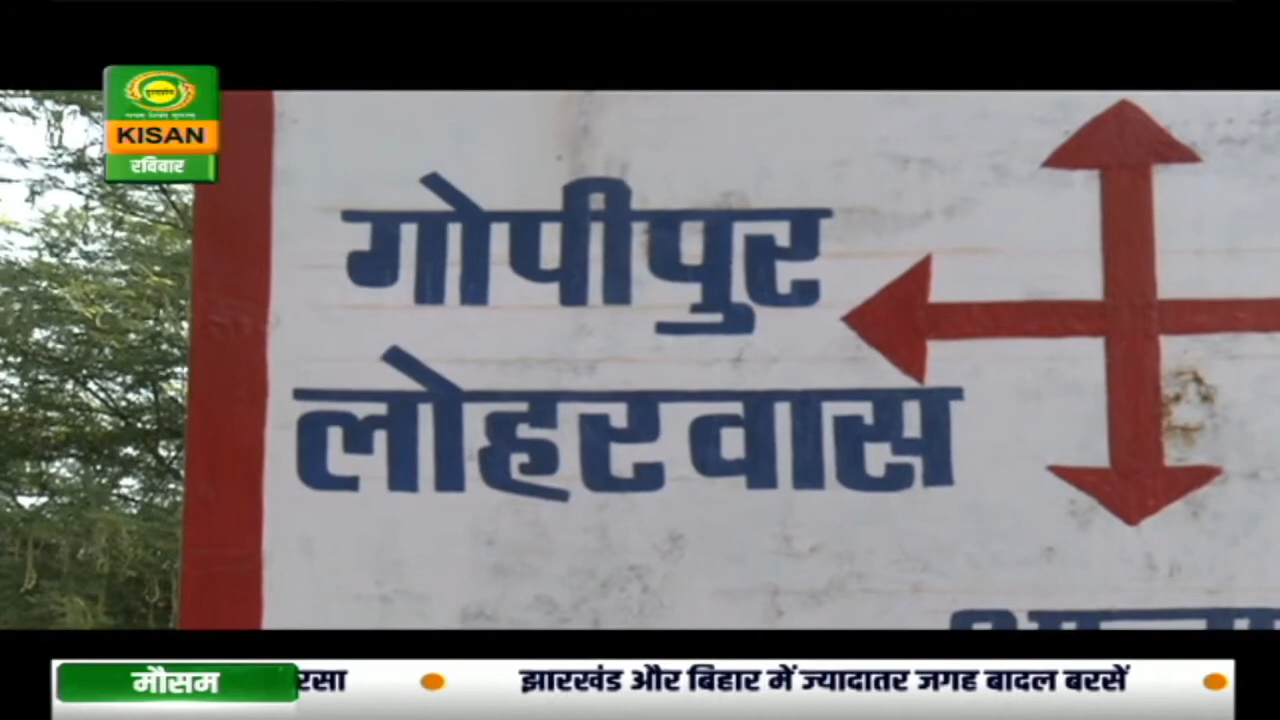 KISAN
रविवार
गोपीपुर
लोहरवास
मौसम
रसा
झारखंड और बिहार में ज्यादातर जगह बादल बरसें